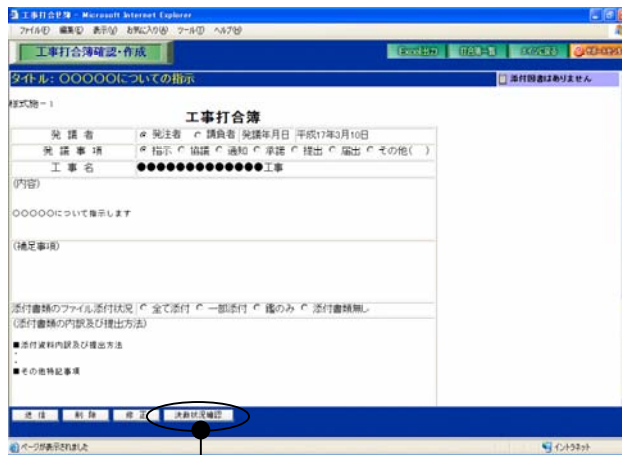 工事打合せ簿 - Microsoft Internet Explorer
ファイル(F) 編集(E) 表示(V) お気に入り(A) ツール(T) ヘルプ(H)
工事打合簿確認・作成
タイトル：○○○○○についての指示
添付図書はありません
様式施－1
工事打合簿
発議者 発注者 請負者 発議年月日 平成17年3月10日
発議事項 指示 協議 通知 承諾 提出 届出 その他( )
工事名 ●●●●●●●●●●●●●工事
(内容)
○○○○○について指示します
(補足事項)
添付書類のファイル添付状況 全て添付 一部添付 鑑のみ 添付書類無し
(添付書類の内訳及び提出方法)
■添付資料内訳及び提出方法
:
■その他特記事項
送 信 削 除 修 正 決裁状況確認
ページが表示されました イントラネット